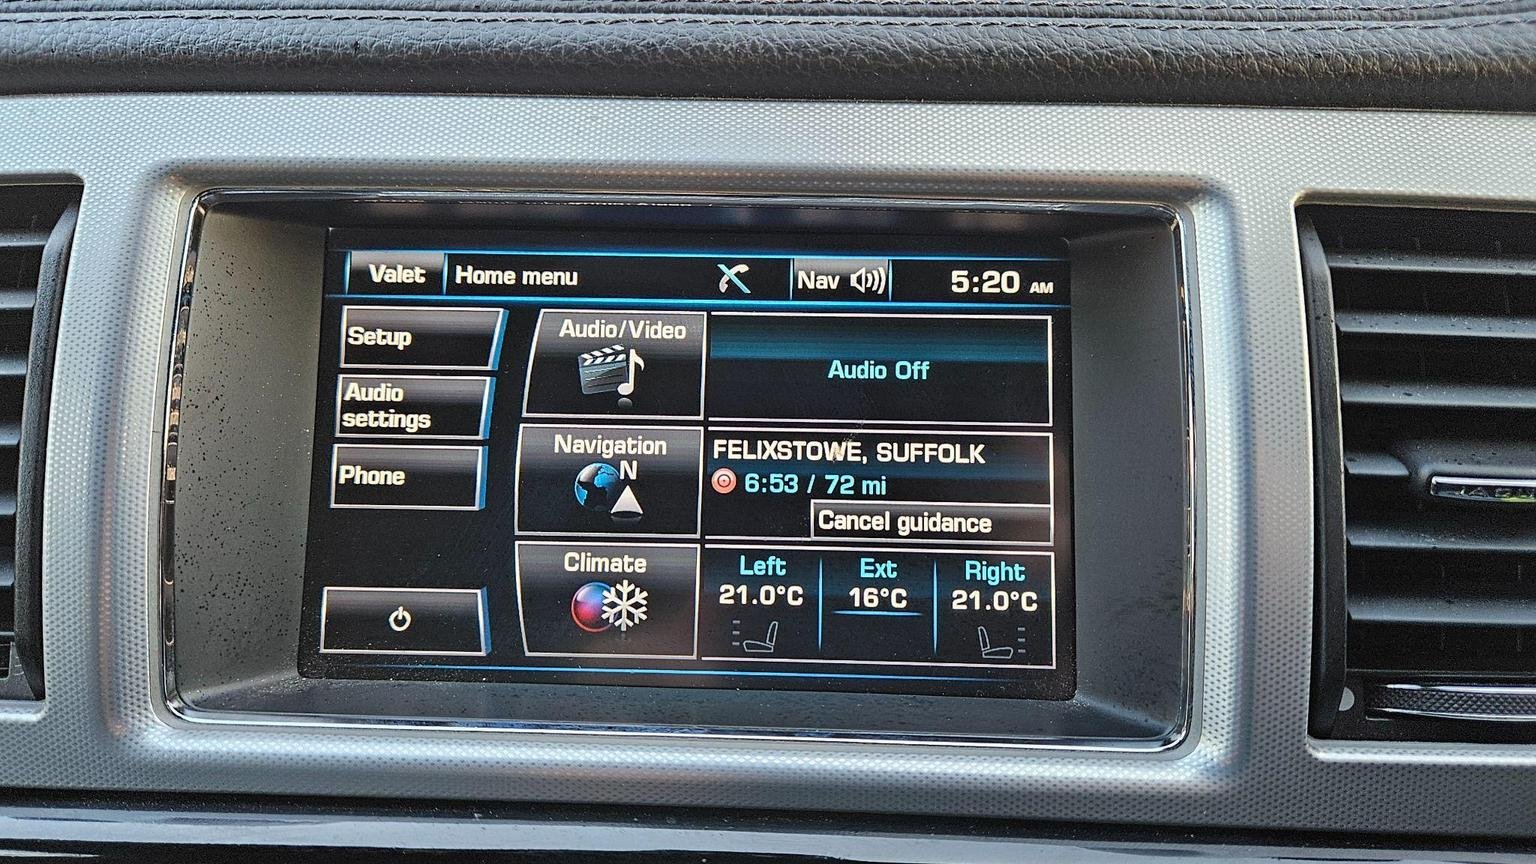 Valet
Home menu
Nav
5:20 AM
Setup
Audio
settings
Phone
Audio/Video
Audio Off
Navigation
N
FELIXSTOWE, SUFFOLK
6:53 / 72 mi
Cancel guidance
Climate
Left
21.0°C
Ext
16°C
Right
21.0°C